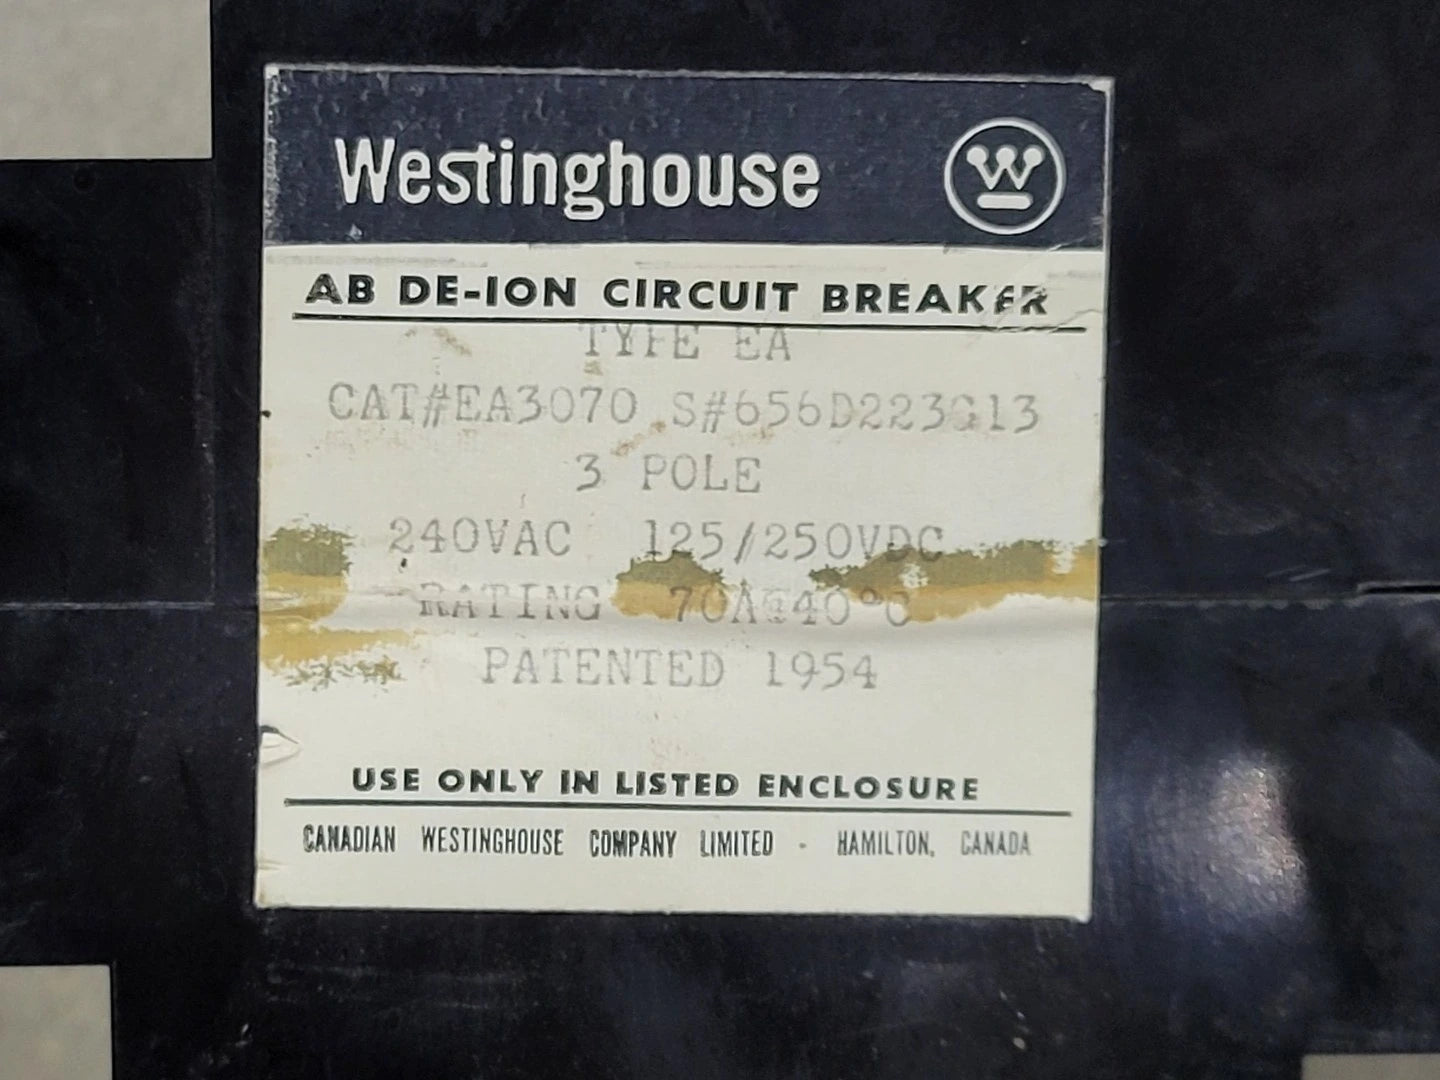 Westinghouse W
AB DE-ION CIRCUIT BREAKER
TYPE EA
CAT#EA3070 S#656D223G13
3 POLE
240VAC 125/250VDC
RATING 70A@40°C
PATENTED 1954
USE ONLY IN LISTED ENCLOSURE
CANADIAN WESTINGHOUSE COMPANY LIMITED - HAMILTON, CANADA